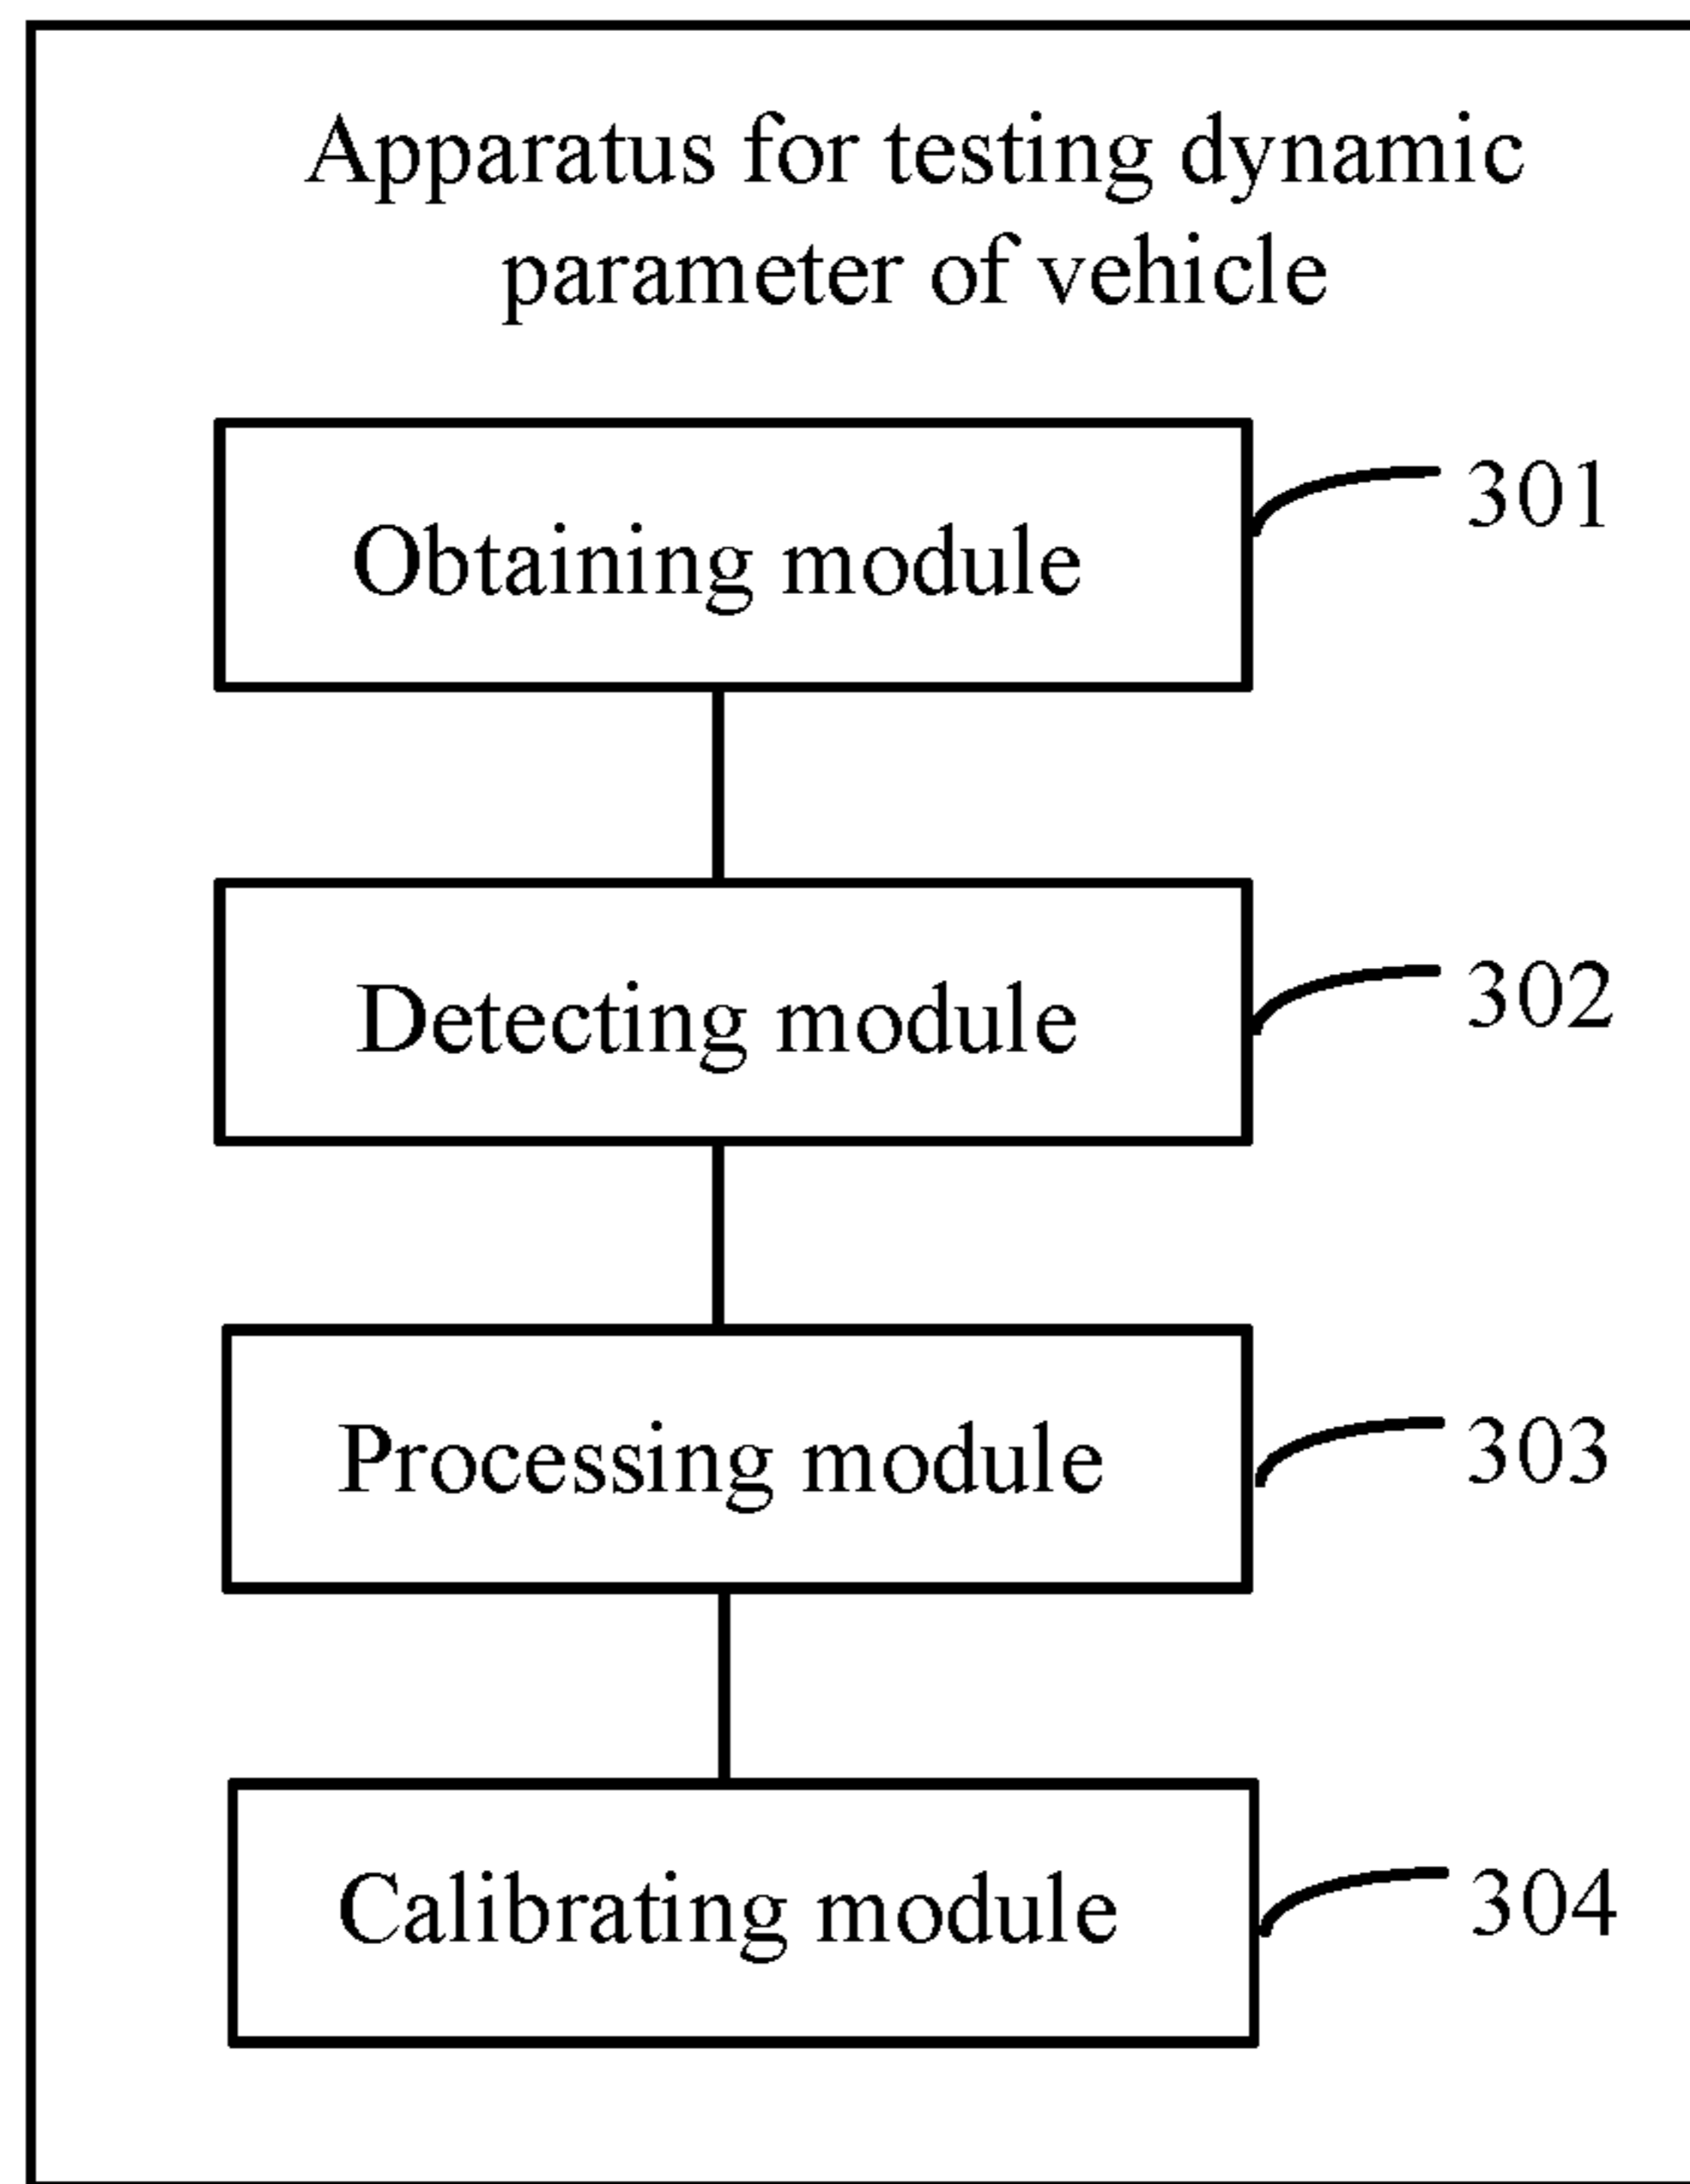 Apparatus for testing dynamic
parameter of vehicle
Obtaining module
301
Detecting module
302
Processing module
303
Calibrating module
304